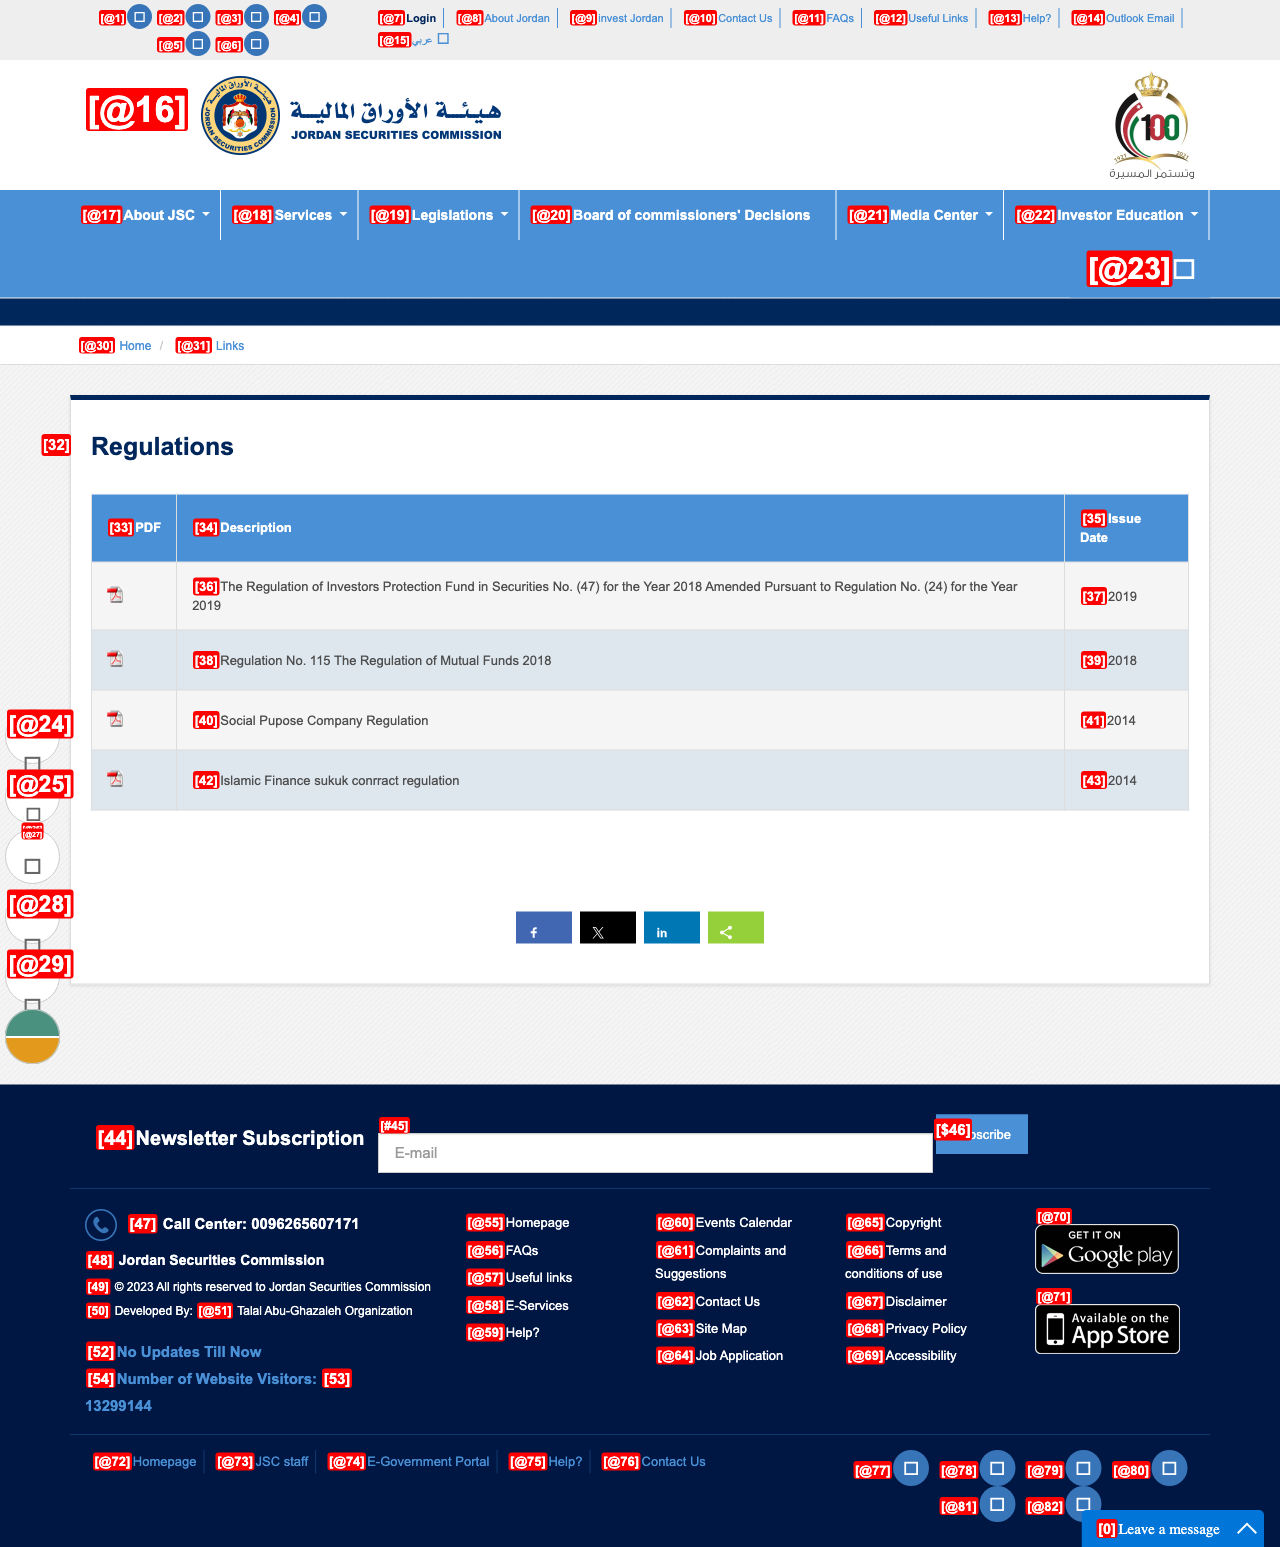 [@1] [@2] [@3] [@4]
[@5] [@6]
[@7] Login [@8] About Jordan [@9] invest Jordan [@10] Contact Us [@11] FAQs [@12] Useful Links [@13] Help? [@14] Outlook Email
[@15] عربي
[@16]
هيئة الأوراق المالية
JORDAN SECURITIES COMMISSION
100
1921 2021
وتستمر المسيرة
[@17] About JSC [@18] Services [@19] Legislations [@20] Board of commissioners' Decisions [@21] Media Center [@22] Investor Education
[@23]
[@30] Home / [@31] Links
[32] Regulations
[33] PDF [34] Description [35] Issue
Date
[36] The Regulation of Investors Protection Fund in Securities No. (47) for the Year 2018 Amended Pursuant to Regulation No. (24) for the Year
2019
[37] 2019
[38] Regulation No. 115 The Regulation of Mutual Funds 2018 [39] 2018
[40] Social Pupose Company Regulation [41] 2014
[42] Islamic Finance sukuk conrract regulation [43] 2014
[@24]
[@25]
[@27]
[@28]
[@29]
[44] Newsletter Subscription [#45] E-mail [$46] bscribe
[47] Call Center: 0096265607171
[48] Jordan Securities Commission
[49] © 2023 All rights reserved to Jordan Securities Commission
[50] Developed By: [@51] Talal Abu-Ghazaleh Organization
[52] No Updates Till Now
[54] Number of Website Visitors: [53]
13299144
[@55] Homepage
[@56] FAQs
[@57] Useful links
[@58] E-Services
[@59] Help?
[@60] Events Calendar
[@61] Complaints and
Suggestions
[@62] Contact Us
[@63] Site Map
[@64] Job Application
[@65] Copyright
[@66] Terms and
conditions of use
[@67] Disclaimer
[@68] Privacy Policy
[@69] Accessibility
[@70]
GET IT ON
Google play
[@71]
Available on the
App Store
[@72] Homepage [@73] JSC staff [@74] E-Government Portal [@75] Help? [@76] Contact Us
[@77] [@78] [@79] [@80]
[@81] [@82]
[0] Leave a message